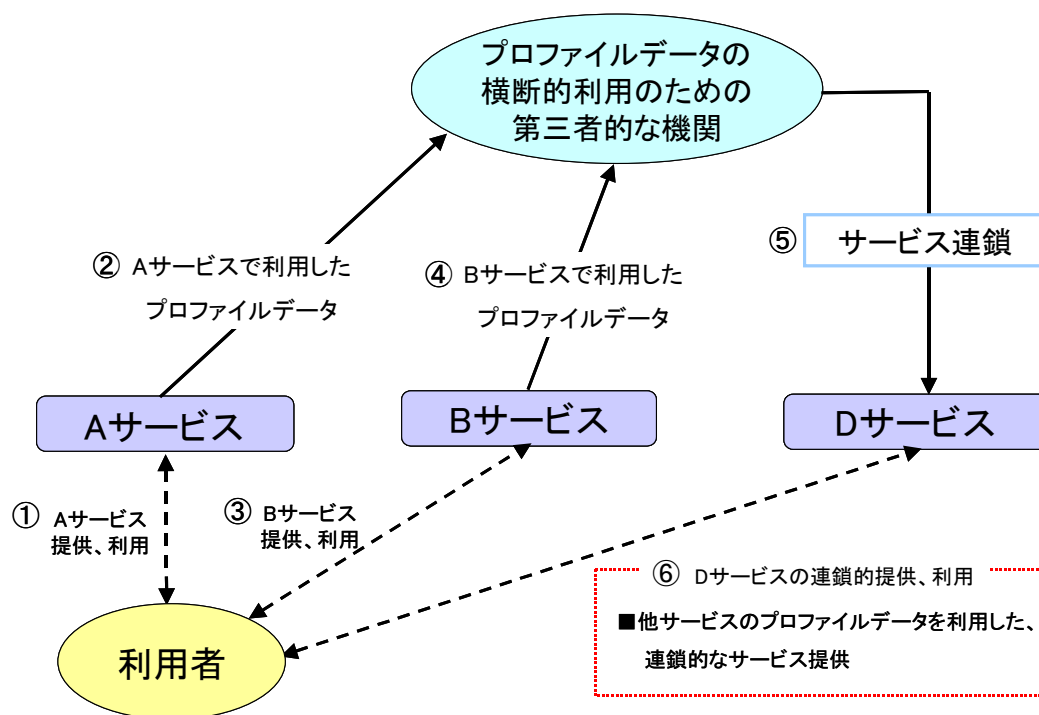 プロファイルデータの
横断的利用のための
第三者的な機関
② Aサービスで利用した
プロファイルデータ
④ Bサービスで利用した
プロファイルデータ
⑤ サービス連鎖
Aサービス
Bサービス
Dサービス
① Aサービス
提供、利用
③ Bサービス
提供、利用
⑥ Dサービスの連鎖的提供、利用
■他サービスのプロファイルデータを利用した、
連鎖的なサービス提供
利用者